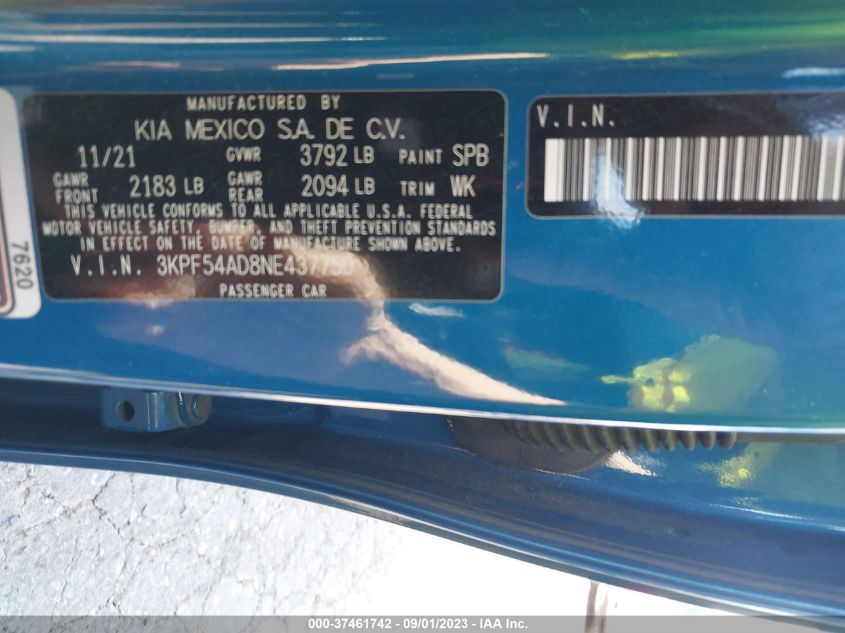 MANUFACTURED BY
KIA MEXICO S.A. DE C.V.
11/21 GVWR 3792 LB PAINT SPB
GAWR FRONT 2183 LB GAWR REAR 2094 LB TRIM WK
THIS VEHICLE CONFORMS TO ALL APPLICABLE U.S.A. FEDERAL
MOTOR VEHICLE SAFETY, BUMPER, AND THEFT PREVENTION STANDARDS
IN EFFECT ON THE DATE OF MANUFACTURE SHOWN ABOVE.
V.I.N.
PASSENGER CAR
V.I.N.
7620
000-37461742 - 09/01/2023 - IAA Inc.